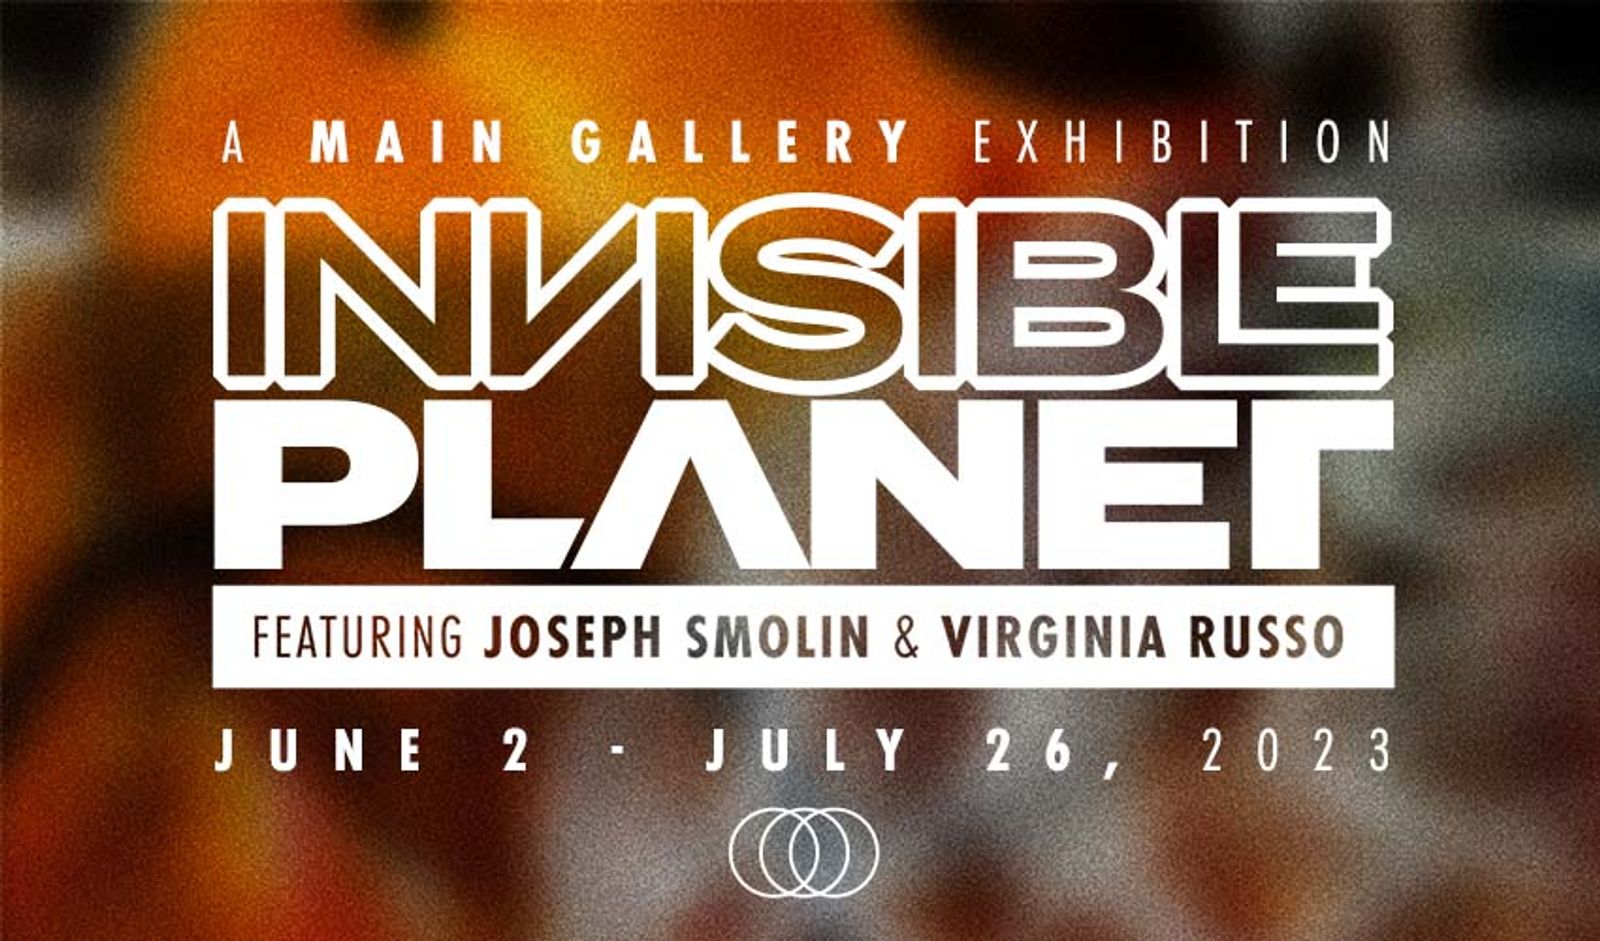 A MAIN GALLERY EXHIBITION
INVISIBLE
PLANET
FEATURING JOSEPH SMOLIN & VIRGINIA RUSSO
JUNE 2 - JULY 26, 2023